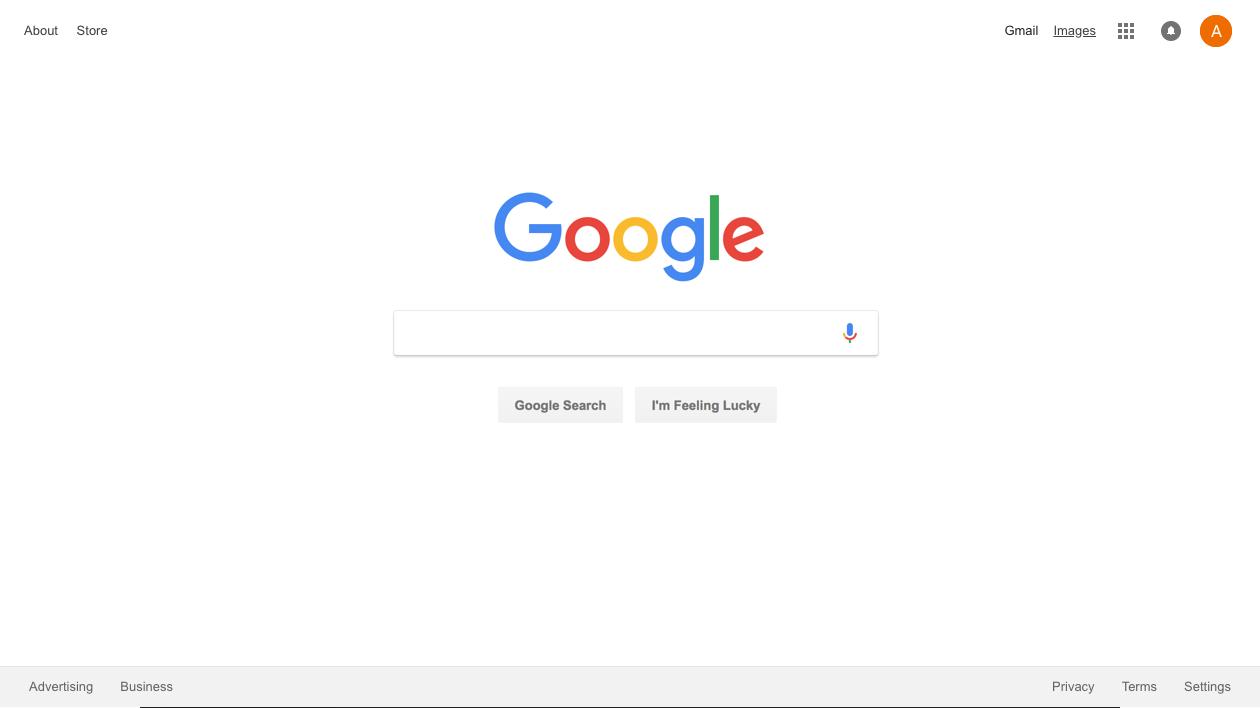 About Store Gmail Images A
Google
Google Search I'm Feeling Lucky
Advertising Business Privacy Terms Settings